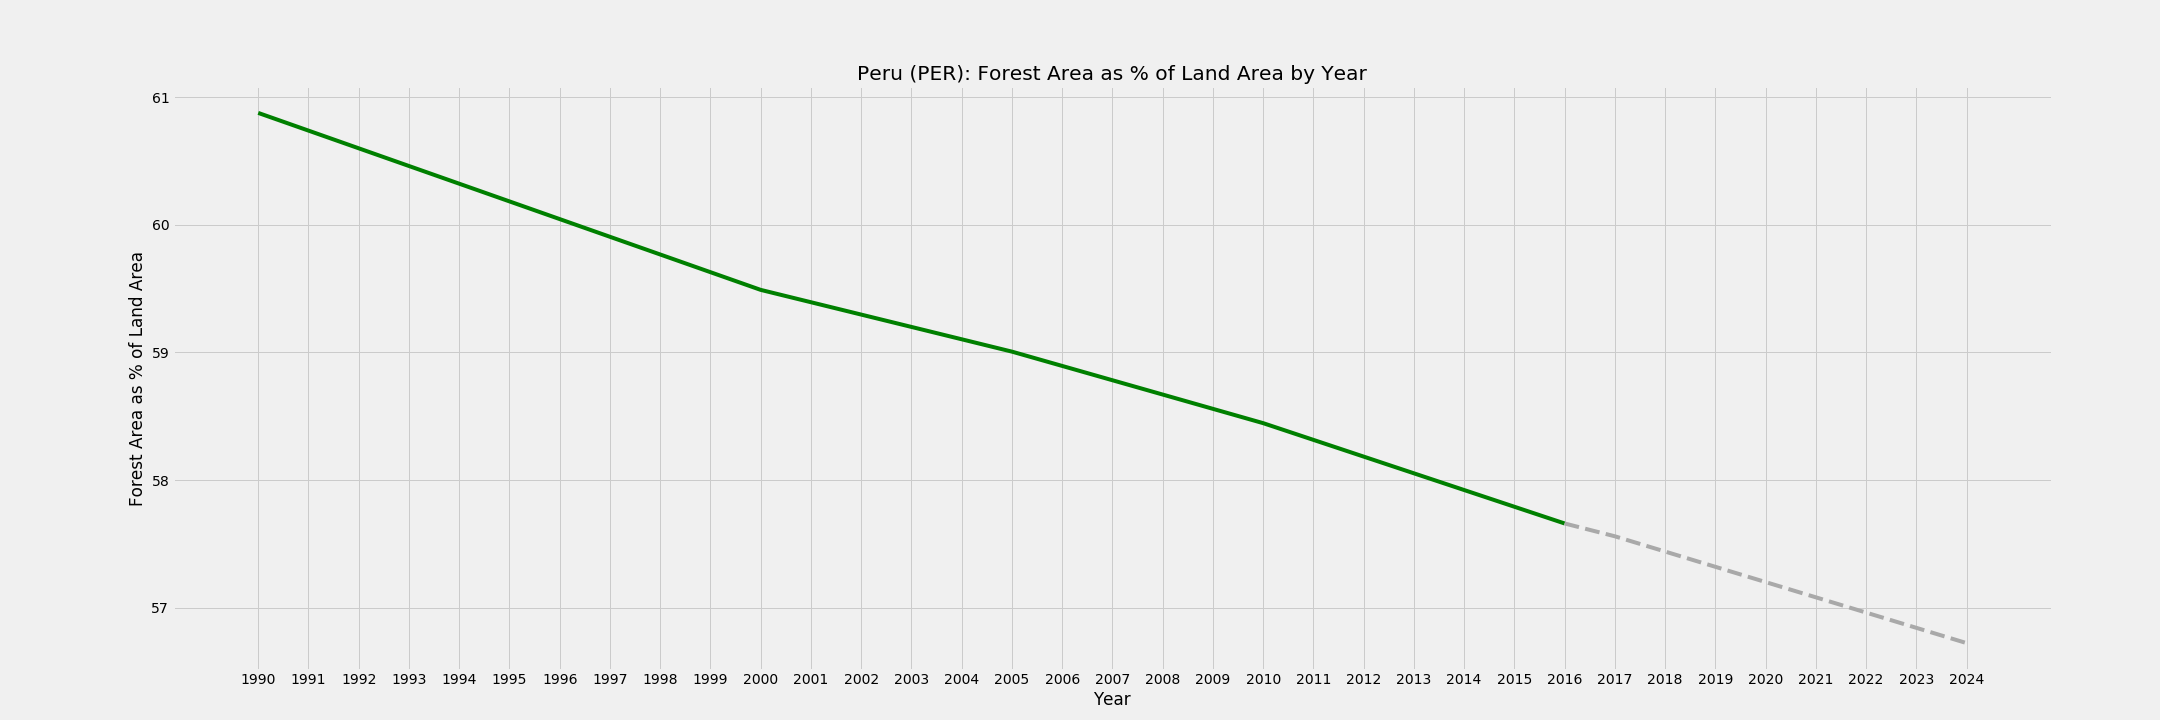 Peru (PER): Forest Area as % of Land Area by Year
Forest Area as % of Land Area
61
60
59
58
57
1990 1991 1992 1993 1994 1995 1996 1997 1998 1999 2000 2001 2002 2003 2004 2005 2006 2007 2008 2009 2010 2011 2012 2013 2014 2015 2016 2017 2018 2019 2020 2021 2022 2023 2024
Year